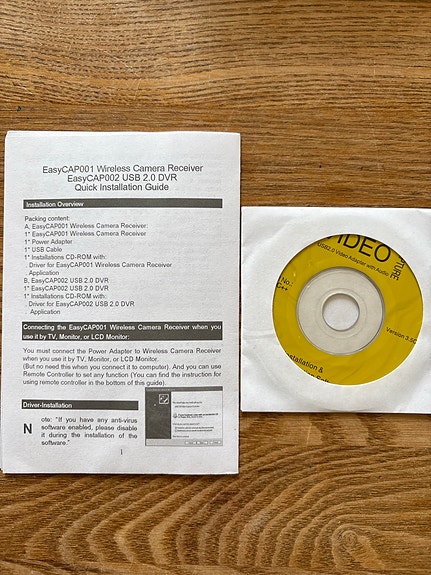 EasyCAP001 Wireless Camera Receiver
EasyCAP002 USB 2.0 DVR
Quick Installation Guide
Installation Overview
Packing content:
A, EasyCAP001 Wireless Camera Receiver:
1* EasyCAP001 Wireless Camera Receiver
1* Power Adapter
1* USB Cable
1* Installations CD-ROM with:
Driver for EasyCAP001 Wireless Camera Receiver
Application
B, EasyCAP002 USB 2.0 DVR
1* EasyCAP002 USB 2.0 DVR
1* Installations CD-ROM with:
Driver for EasyCAP002 USB 2.0 DVR
Application
Connecting the EasyCAP001 Wireless Camera Receiver when you
use it by TV, Monitor, or LCD Monitor:
You must connect the Power Adapter to Wireless Camera Receiver
when you use it by TV, Monitor, or LCD Monitor.
(But no need this when you connect it to computer). And you can use
Remote Controller to set any function (You can find the instruction for
using remote controller in the bottom of this guide).
Driver-Installation
N ote: "If you have any anti-virus
software enabled, please disable
it during the installation of the
software."
1
VIDEO
PTURE
USB2.0 Video Adapter with Audio
No.:
C++
Version 3.50
stallation &